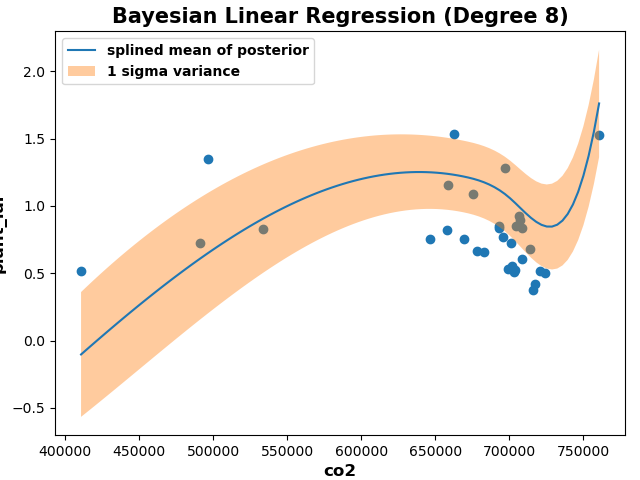 Bayesian Linear Regression (Degree 8)
splined mean of posterior
1 sigma variance
2.0
1.5
1.0
0.5
0.0
−0.5
400000 450000 500000 550000 600000 650000 700000 750000
co2